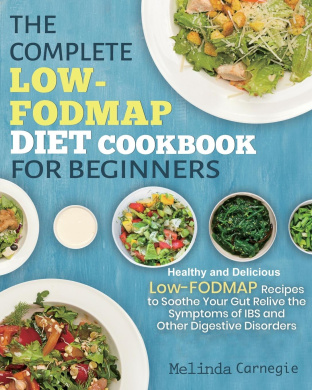 THE
COMPLETE
LOW-
FODMAP
DIET COOKBOOK
FOR BEGINNERS
Healthy and Delicious
Low-FODMAP Recipes
to Soothe Your Gut Relive the
Symptoms of IBS and
Other Digestive Disorders
Melinda Carnegie